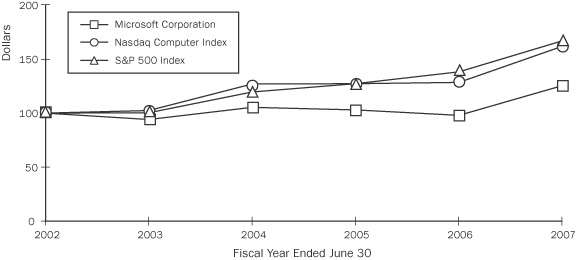 200
Microsoft Corporation
Nasdaq Computer Index
S&P 500 Index
Dollars
150
100
50
0
2002 2003 2004 2005 2006 2007
Fiscal Year Ended June 30